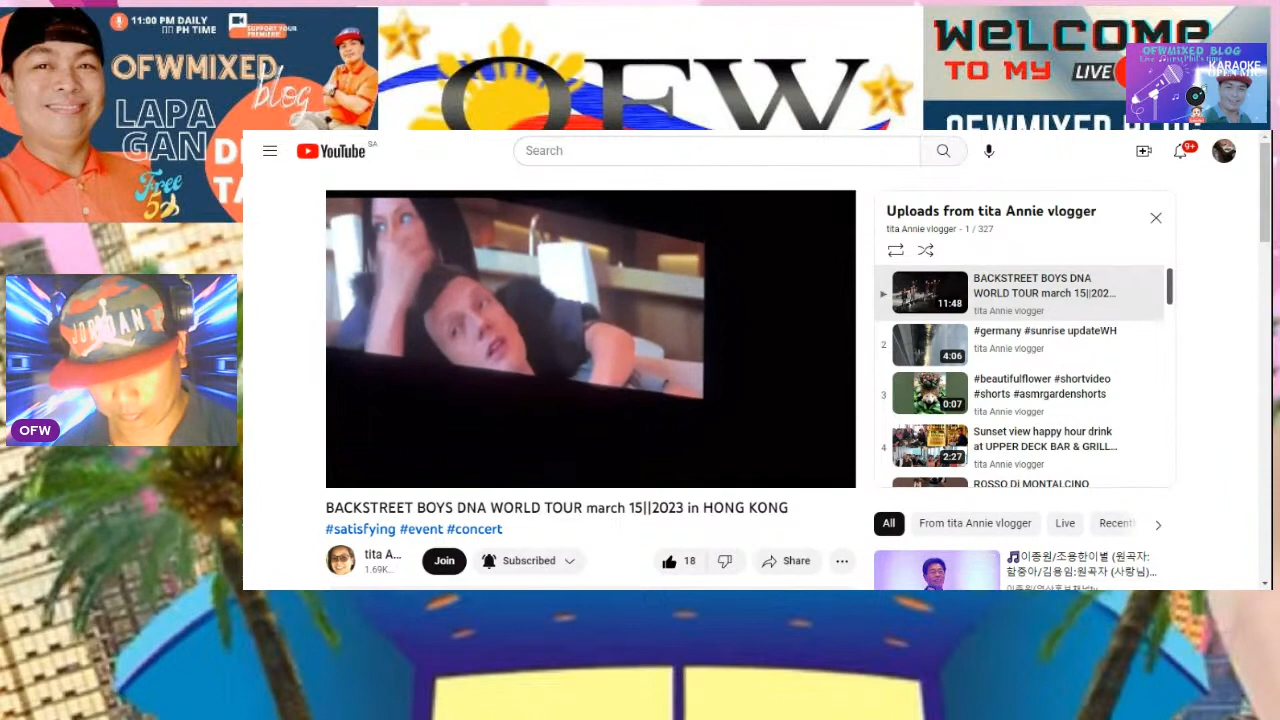 11:00 PM DAILY
PH TIME
SUPPORT YOUR
PREMIERE
OFWMIXED
blog
LAPA
GAN
Free
5
OFW
WELCOME
TO MY
LIVE
OFWMIXED BLOG
OFWMIXED BLOG
KARAOKE
OPEN MIC
YouTube
SA
Search
9+
Uploads from tita Annie vlogger
tita Annie vlogger - 1 / 327
BACKSTREET BOYS DNA
WORLD TOUR march 15||202...
11:48
tita Annie vlogger
2
#germany #sunrise updateWH
4:06
tita Annie vlogger
3
#beautifulflower #shortvideo
#shorts #asmrgardenshorts
0:07
tita Annie vlogger
4
Sunset view happy hour drink
at UPPER DECK BAR & GRILL...
2:27
tita Annie vlogger
ROSSO Di MONTALCINO
JORDAN
OFW
BACKSTREET BOYS DNA WORLD TOUR march 15||2023 in HONG KONG
#satisfying #event #concert
tita A...
1.69K...
Join
Subscribed
18
Share
All
From tita Annie vlogger
Live
🎵이종원/조용한이별 (원곡자:
함중아/김용임:원곡자 (사랑님)...